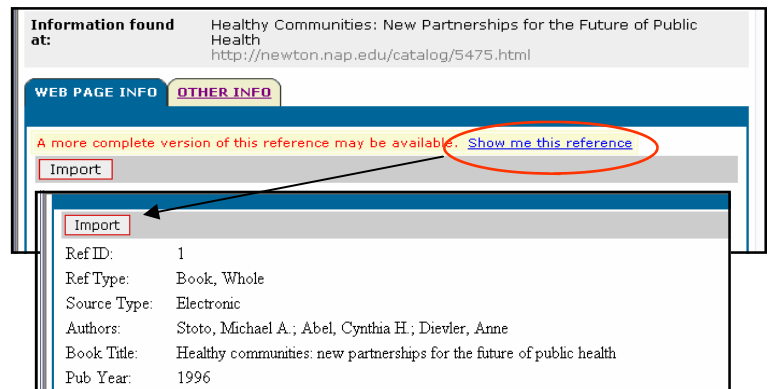 Information found at: Healthy Communities: New Partnerships for the Future of Public Health
http://newton.nap.edu/catalog/5475.html
WEB PAGE INFO OTHER INFO
A more complete version of this reference may be available. Show me this reference
Import
Import
Ref ID: 1
Ref Type: Book, Whole
Source Type: Electronic
Authors: Stoto, Michael A.; Abel, Cynthia H.; Dievler, Anne
Book Title: Healthy communities: new partnerships for the future of public health
Pub Year: 1996